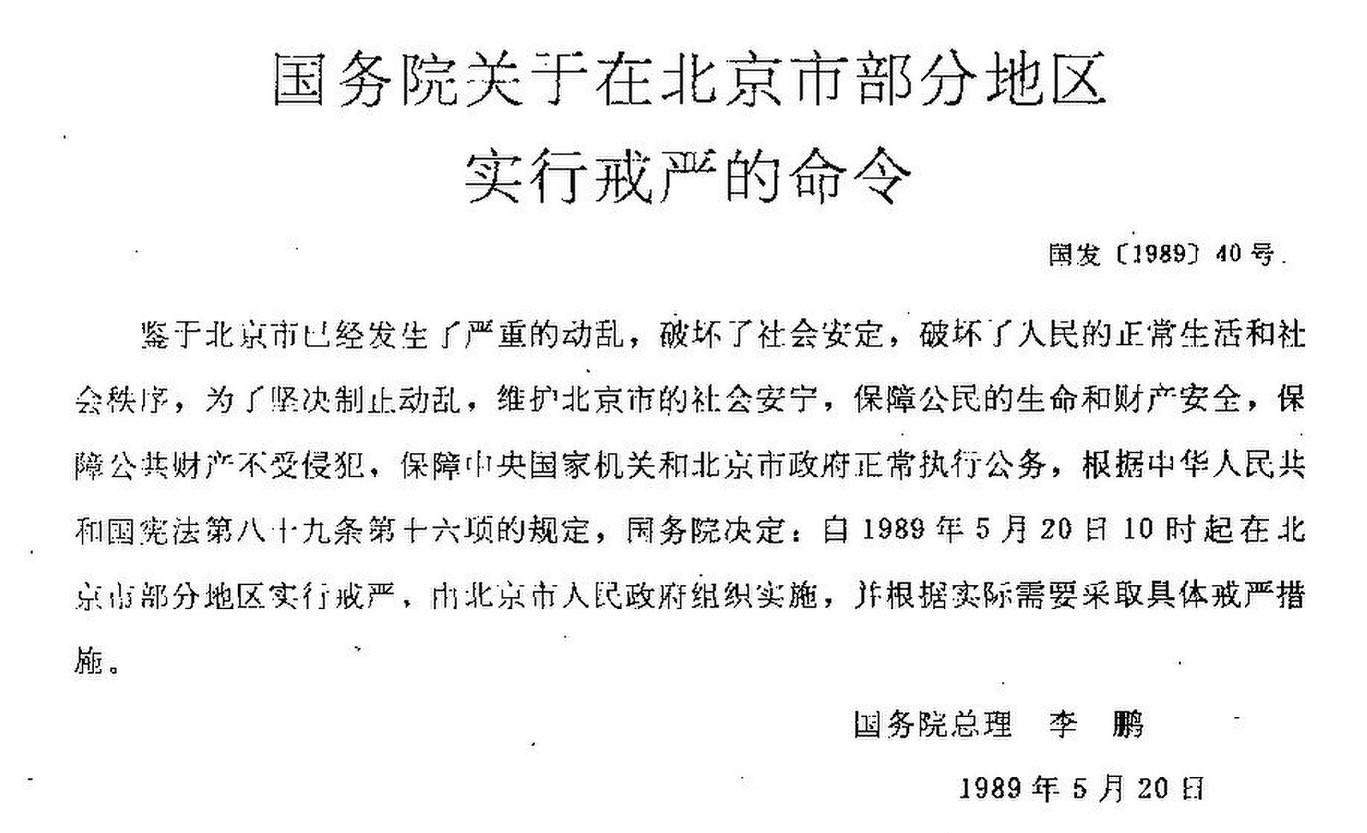 国务院关于在北京市部分地区
实行戒严的命令
国发〔1989〕40号
鉴于北京市已经发生了严重的动乱，破坏了社会安定，破坏了人民的正常生活和社
会秩序，为了坚决制止动乱，维护北京市的社会安宁，保障公民的生命和财产安全，保
障公共财产不受侵犯，保障中央国家机关和北京市政府正常执行公务，根据中华人民共
和国宪法第八十九条第十六项的规定，国务院决定：自1989年5月20日10时起在北
京市部分地区实行戒严，由北京市人民政府组织实施，并根据实际需要采取具体戒严措
施。
国务院总理 李 鹏
1989年5月20日